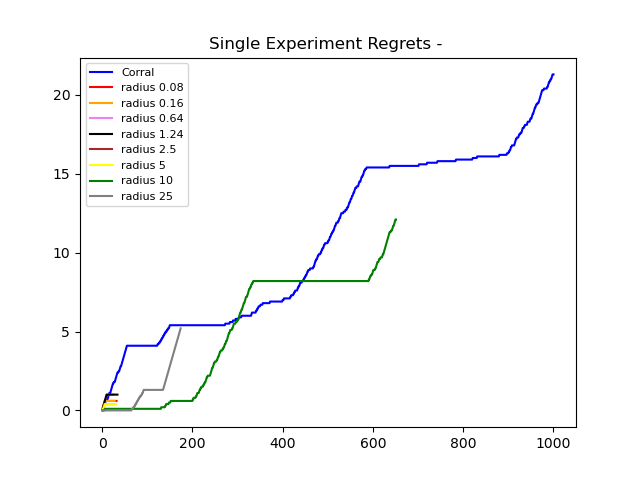 Single Experiment Regrets -
Corral
radius 0.08
radius 0.16
radius 0.64
radius 1.24
radius 2.5
radius 5
radius 10
radius 25
20
15
10
5
0
0 200 400 600 800 1000